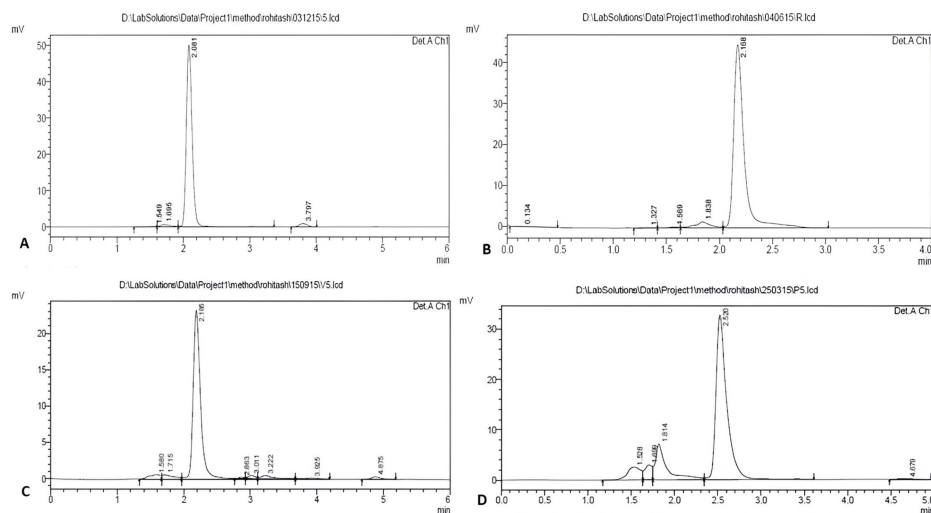 D:\LabSolutions\Data\Project1\method\rohitash\031215\5.lcd
mV
Det.A Ch1
50
40
30
20
10
0
1.549
1.695
2.081
3.797
0 1 2 3 4 5 6
min
A
D:\LabSolutions\Data\Project1\method\rohitash\040615\R.lcd
mV
Det.A Ch1
40
30
20
10
0
0.134
1.327
1.569
1.838
2.168
0.0 0.5 1.0 1.5 2.0 2.5 3.0 3.5 4.0
min
B
D:\LabSolutions\Data\Project1\method\rohitash\150915\V5.lcd
mV
Det.A Ch1
20
15
10
5
0
1.580
1.715
2.185
2.863
3.011
3.222
3.925
4.875
0 1 2 3 4 5 6
min
C
D:\LabSolutions\Data\Project1\method\rohitash\250315\P5.lcd
mV
Det.A Ch1
30
20
10
0
1.528
1.699
1.814
2.520
4.679
0.0 0.5 1.0 1.5 2.0 2.5 3.0 3.5 4.0 4.5 5.0
min
D